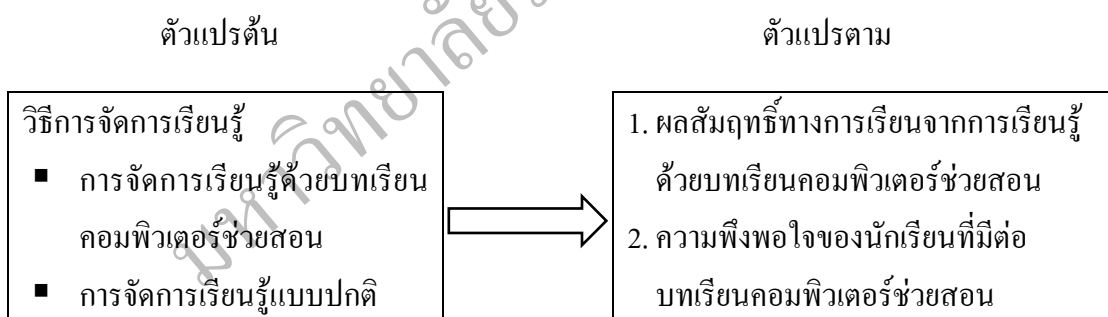 ตัวแปรต้น
ตัวแปรตาม
วิธีการจัดการเรียนรู้
▪ การจัดการเรียนรู้ด้วยบทเรียน
คอมพิวเตอร์ช่วยสอน
▪ การจัดการเรียนรู้แบบปกติ
1. ผลสัมฤทธิ์ทางการเรียนจากการเรียนรู้
ด้วยบทเรียนคอมพิวเตอร์ช่วยสอน
2. ความพึงพอใจของนักเรียนที่มีต่อ
บทเรียนคอมพิวเตอร์ช่วยสอน
มหาวิทยาลัย